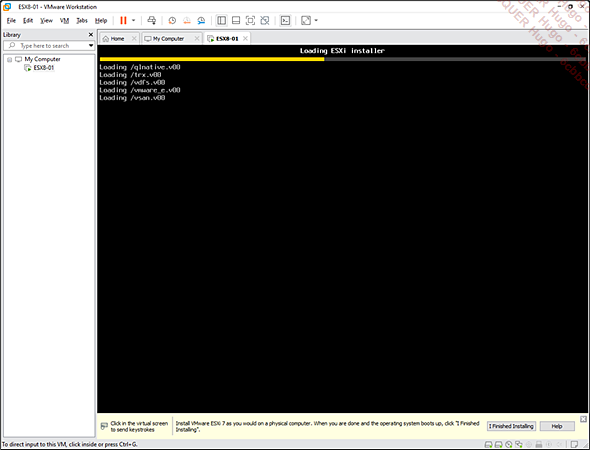 ESX8-01 - VMware Workstation
File Edit View VM Tabs Help
Library
Type here to search
My Computer
ESX8-01
Home
My Computer
ESX8-01
Loading ESXi installer
Loading /qlnative.v00
Loading /trx.v00
Loading /vdfs.v00
Loading /vmware_e.v00
Loading /vsan.v00
Click in the virtual screen
to send keystrokes
Install VMware ESXi 7 as you would on a physical computer. When you are done and the operating system boots up, click "I Finished
Installing".
I Finished Installing
Help
To direct input to this VM, click inside or press Ctrl+G.